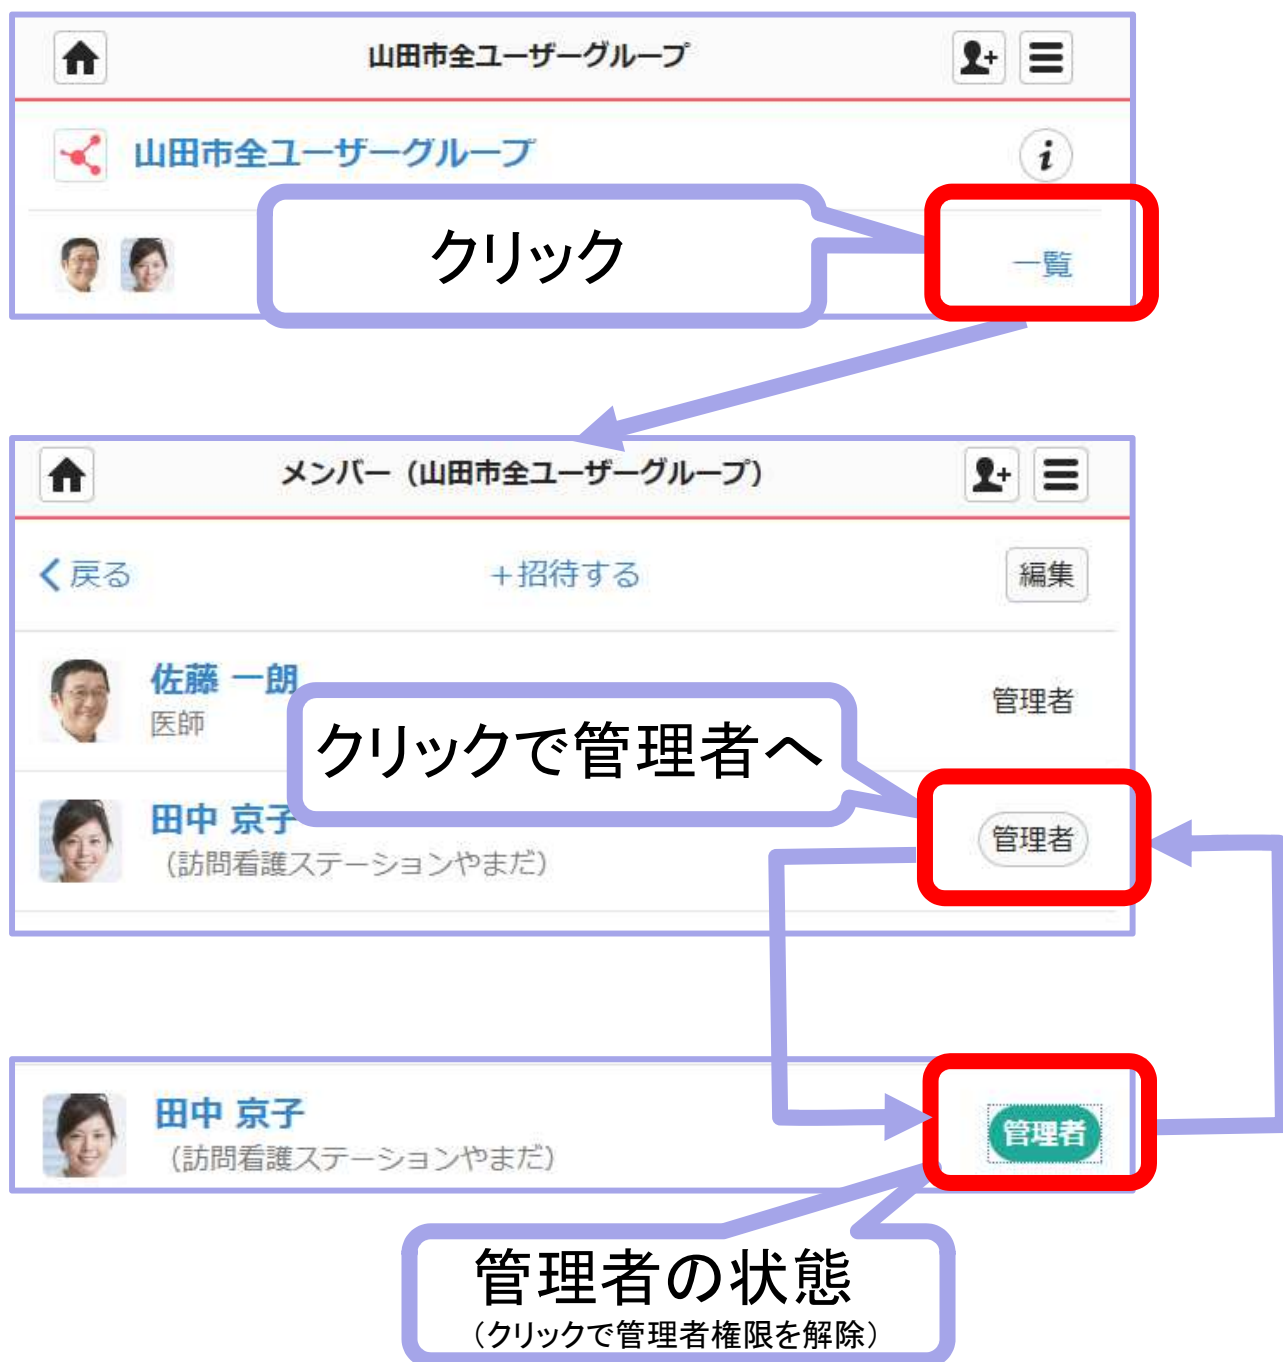 山田市全ユーザーグループ
山田市全ユーザーグループ
i
クリック
一覧
メンバー（山田市全ユーザーグループ）
戻る
＋招待する
編集
佐藤 一朗
医師
管理者
クリックで管理者へ
田中 京子
（訪問看護ステーションやまだ）
管理者
田中 京子
（訪問看護ステーションやまだ）
管理者
管理者の状態
（クリックで管理者権限を解除）